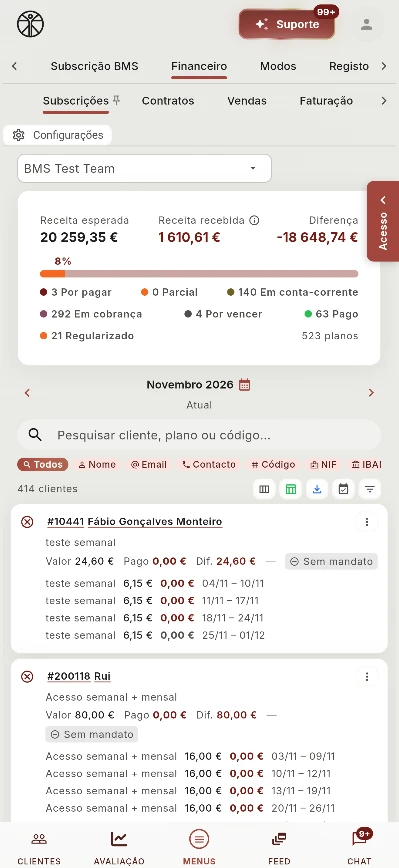 99+
Suporte
Subscrição BMS Financeiro Modos Registo
Subscrições Contratos Vendas Faturação
Configurações
BMS Test Team
Acesso
Receita esperada Receita recebida Diferença
20 259,35 € 1 610,61 € -18 648,74 €
8%
3 Por pagar 0 Parcial 140 Em conta-corrente
292 Em cobrança 4 Por vencer 63 Pago
21 Regularizado 523 planos
Novembro 2026
Atual
Pesquisar cliente, plano ou código...
Todos Nome Email Contacto Código NIF IBAI
414 clientes
#10441 Fábio Gonçalves Monteiro
teste semanal
Valor 24,60 € Pago 0,00 € Dif. 24,60 € — Sem mandato
teste semanal 6,15 € 0,00 € 04/11 – 10/11
teste semanal 6,15 € 0,00 € 11/11 – 17/11
teste semanal 6,15 € 0,00 € 18/11 – 24/11
teste semanal 6,15 € 0,00 € 25/11 – 01/12
#200118 Rui
Acesso semanal + mensal
Valor 80,00 € Pago 0,00 € Dif. 80,00 € —
Sem mandato
Acesso semanal + mensal 16,00 € 0,00 € 03/11 – 09/11
Acesso semanal + mensal 16,00 € 0,00 € 10/11 – 12/11
Acesso semanal + mensal 16,00 € 0,00 € 13/11 – 19/11
Acesso semanal + mensal 16,00 € 0,00 € 20/11 – 26/11
9+
CLIENTES AVALIAÇÃO MENUS FEED CHAT